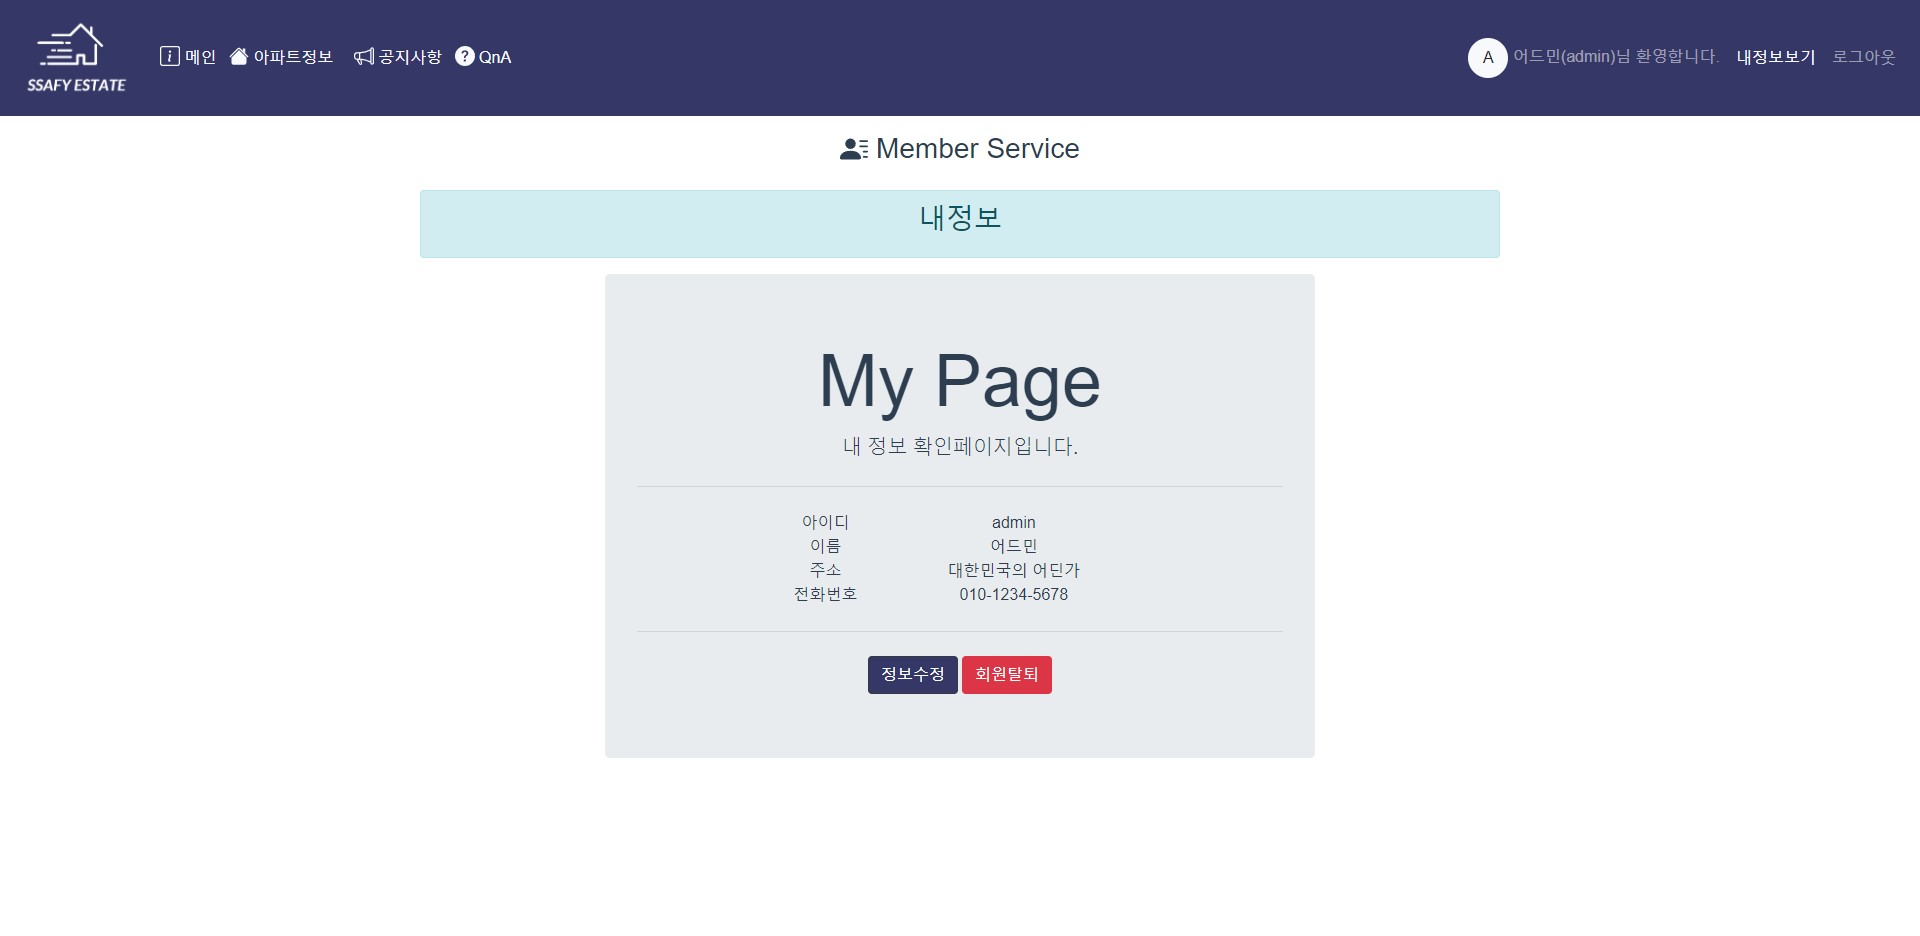 SSAFY ESTATE
메인 아파트정보 공지사항 QnA
A 어드민(admin)님 환영합니다. 내정보보기 로그아웃
Member Service
내정보
My Page
내 정보 확인페이지입니다.
아이디 admin
이름 어드민
주소 대한민국의 어딘가
전화번호 010-1234-5678
정보수정 회원탈퇴